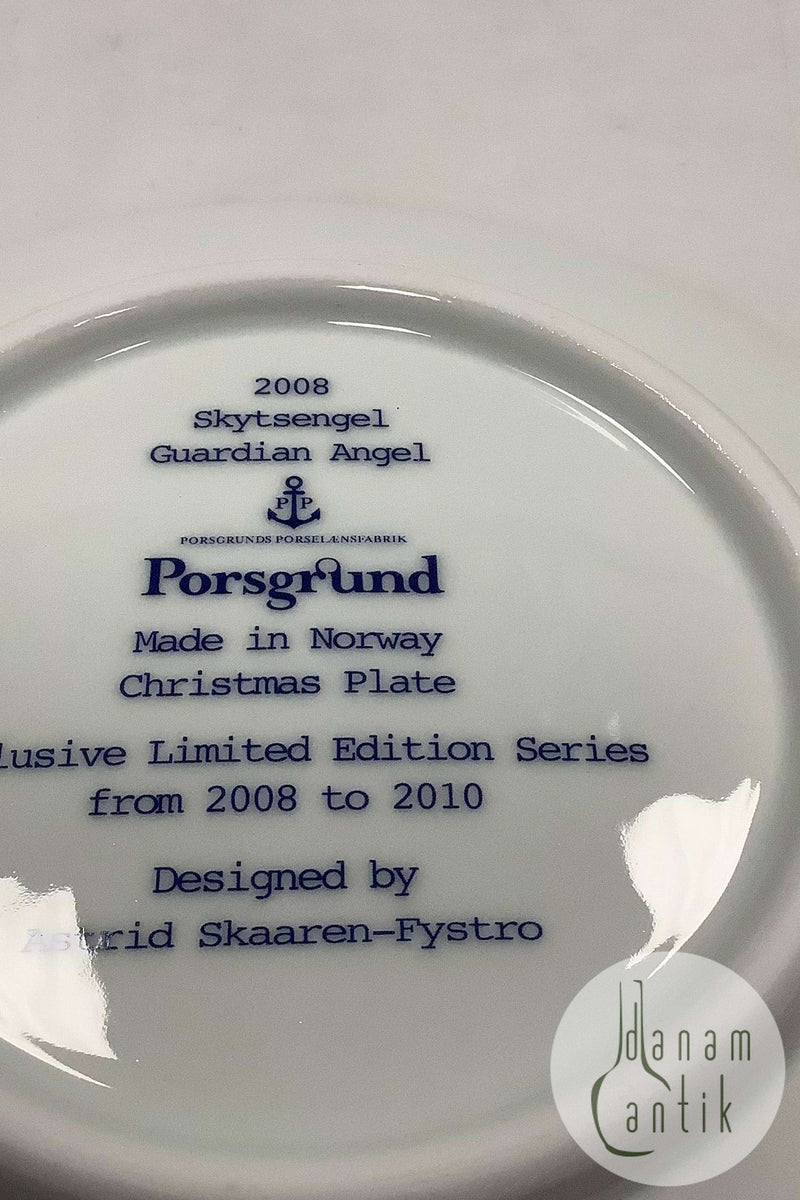 2008
Skytsengel
Guardian Angel
P P
PORSGRUNDS PORSELÆNSFABRIK
Porsgrund
Made in Norway
Christmas Plate
lusive Limited Edition Series
from 2008 to 2010
Designed by
Astrid Skaaren-Fystro
danam
antik